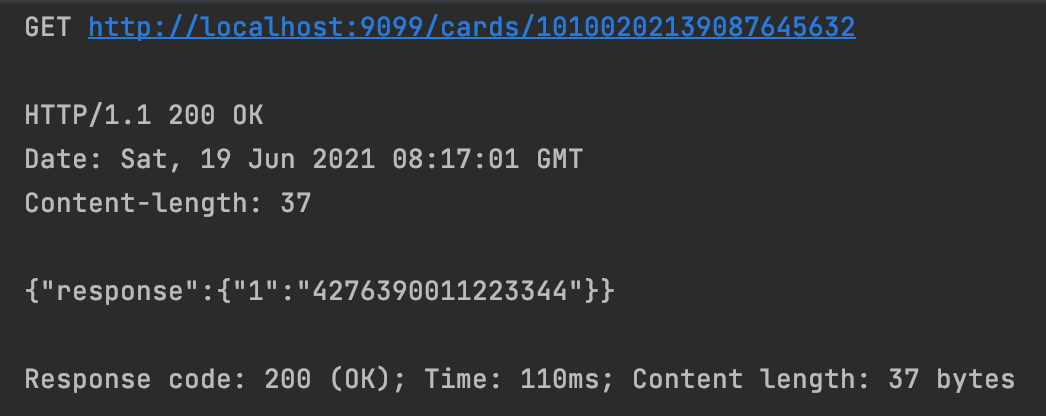 GET http://localhost:9099/cards/10100202139087645632
HTTP/1.1 200 OK
Date: Sat, 19 Jun 2021 08:17:01 GMT
Content-length: 37
{"response":{"1":"4276390011223344"}}
Response code: 200 (OK); Time: 110ms; Content length: 37 bytes